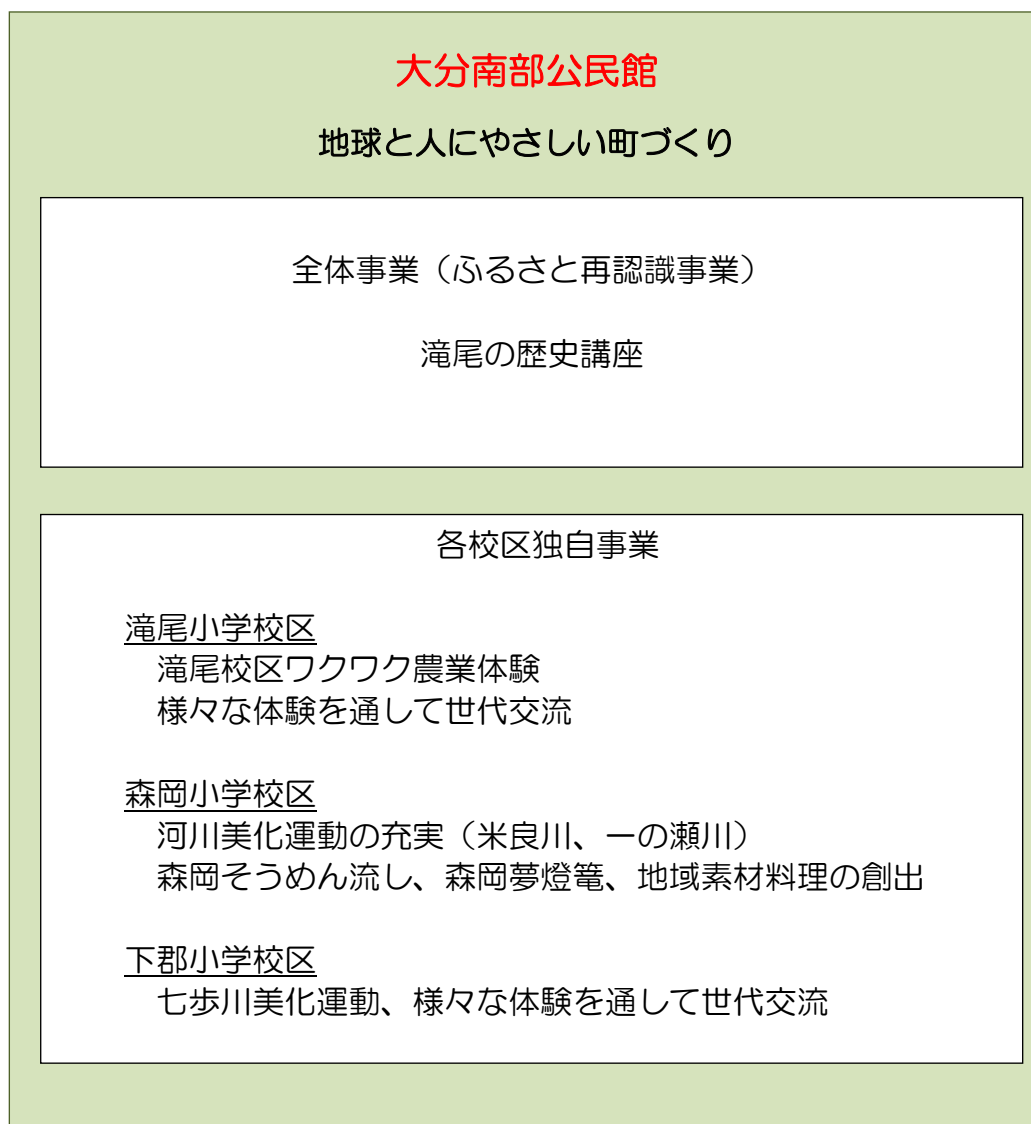 大分南部公民館
地球と人にやさしい町づくり
全体事業（ふるさと再認識事業）
滝尾の歴史講座
各校区独自事業
滝尾小学校区
滝尾校区ワクワク農業体験
様々な体験を通して世代交流
森岡小学校区
河川美化運動の充実（米良川、一の瀬川）
森岡そうめん流し、森岡夢燈篭、地域素材料理の創出
下郡小学校区
七歩川美化運動、様々な体験を通して世代交流